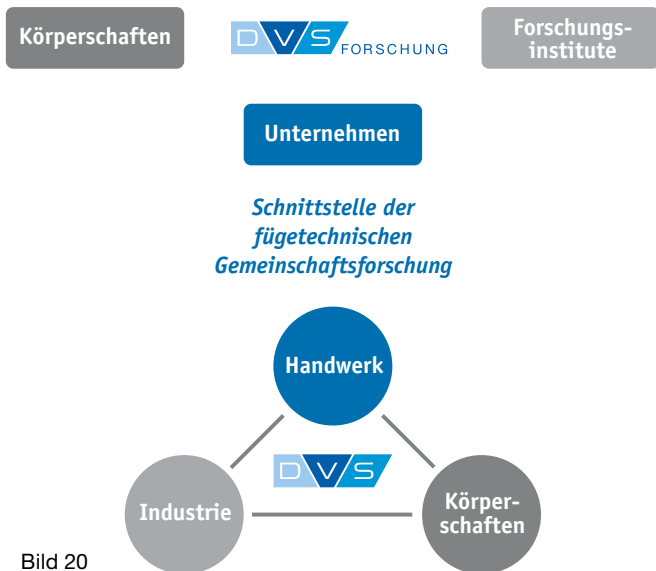 Körperschaften
DVS FORSCHUNG
Forschungs-
institute
Unternehmen
Schnittstelle der
fügetechnischen
Gemeinschaftsforschung
Handwerk
DVS
Industrie
Körper-
schaften
Bild 20